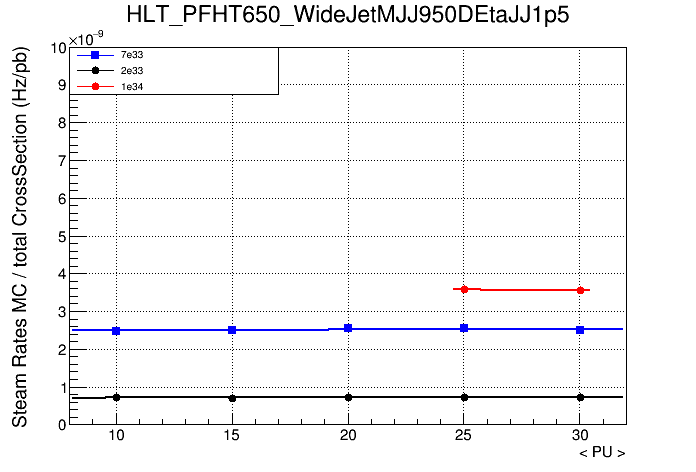 HLT_PFHT650_WideJetMJJ950DEtaJJ1p5
×10⁻⁹
7e33
2e33
1e34
Steam Rates MC / total CrossSection (Hz/pb)
10
9
8
7
6
5
4
3
2
1
0
10 15 20 25 30
< PU >